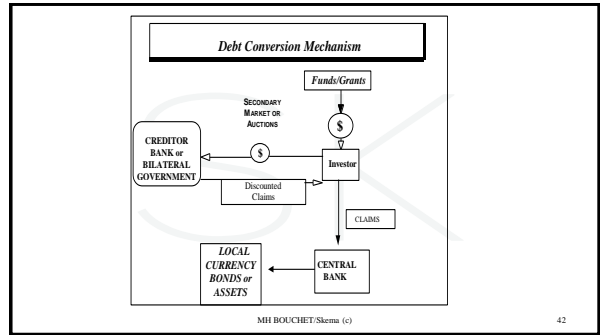 Debt Conversion Mechanism
Funds/Grants
SECONDARY
MARKET OR
AUCTIONS
$
CREDITOR
BANK or
BILATERAL
GOVERNMENT
$
Investor
Discounted
Claims
CLAIMS
LOCAL
CURRENCY
BONDS or
ASSETS
CENTRAL
BANK
SK
MH BOUCHET/Skema (c)
42